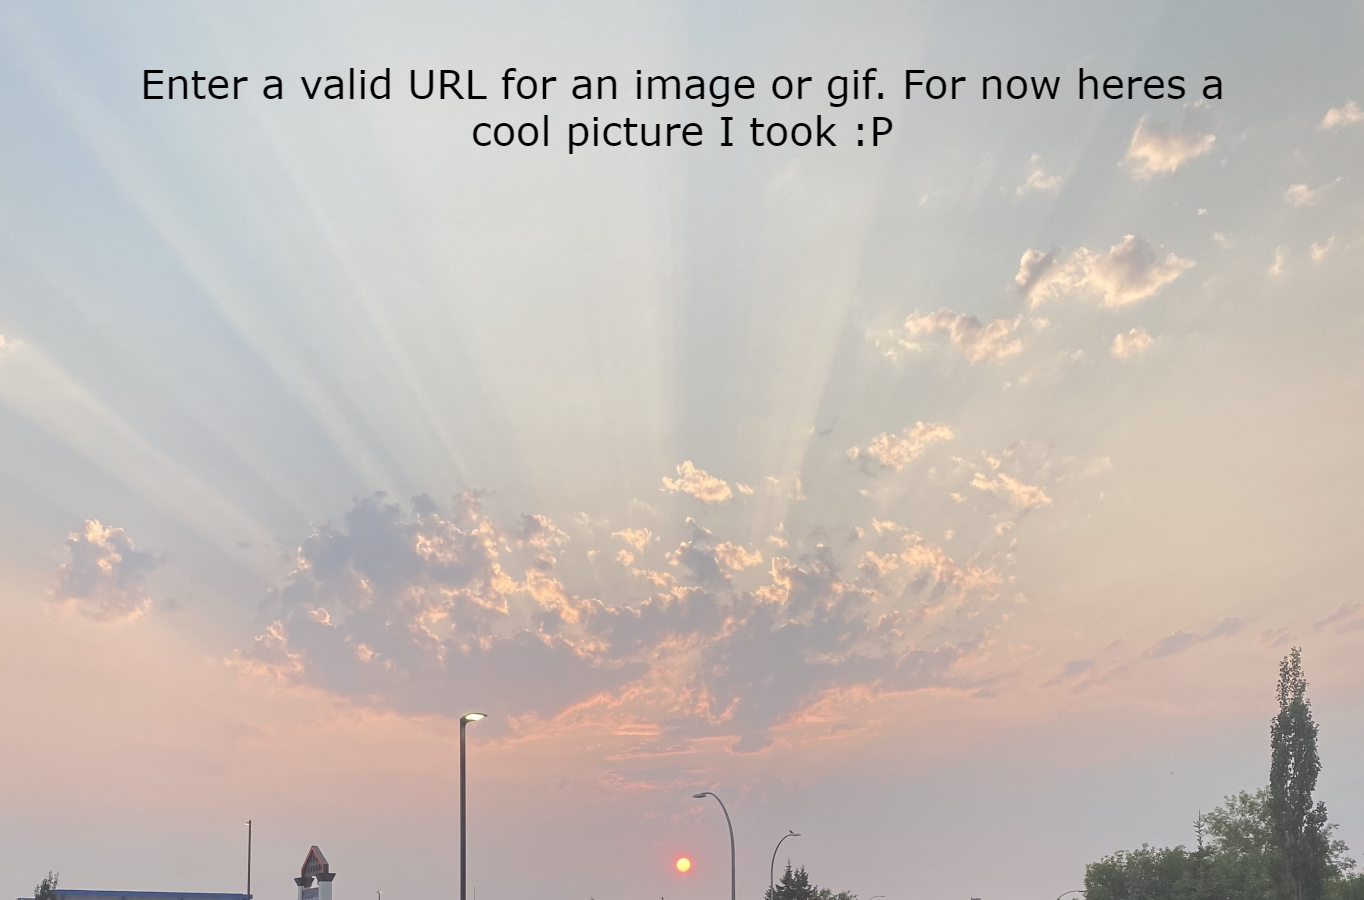 Enter a valid URL for an image or gif. For now heres a
cool picture I took :P